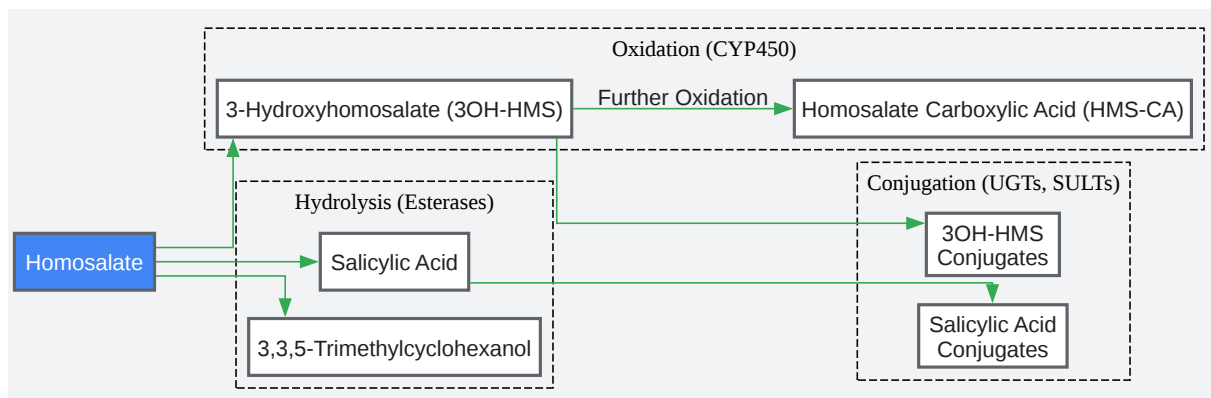 Oxidation (CYP450)
3-Hydroxyhomosalate (3OH-HMS)
Further Oxidation
Homosalate Carboxylic Acid (HMS-CA)
Hydrolysis (Esterases)
Conjugation (UGTs, SULTs)
Homosalate
Salicylic Acid
3OH-HMS
Conjugates
3,3,5-Trimethylcyclohexanol
Salicylic Acid
Conjugates